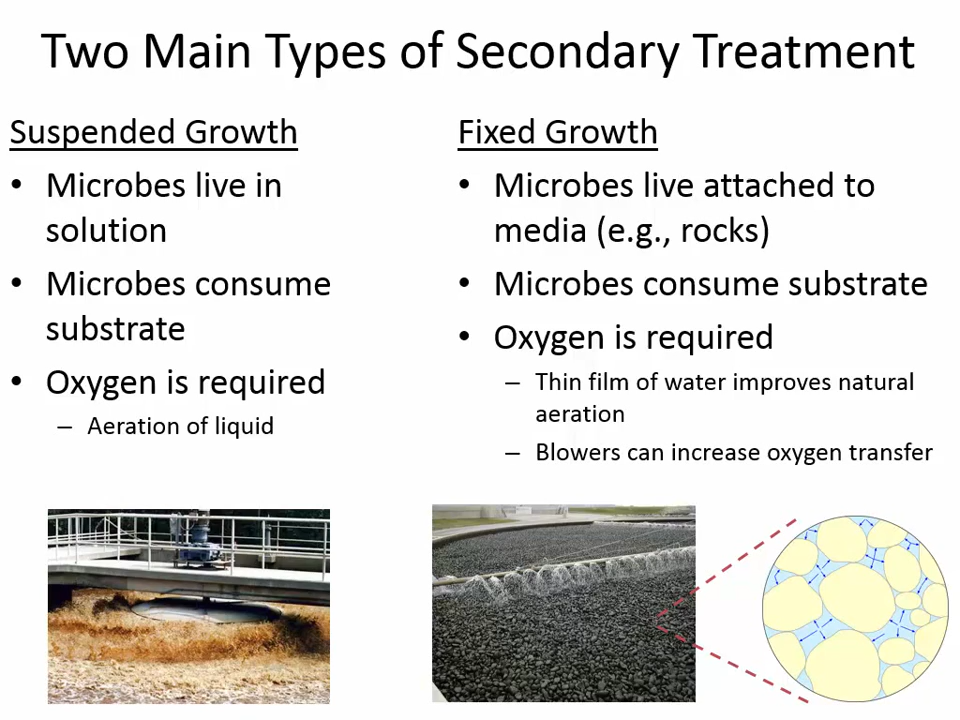 Two Main Types of Secondary Treatment
Suspended Growth
• Microbes live in
solution
• Microbes consume
substrate
• Oxygen is required
– Aeration of liquid
Fixed Growth
• Microbes live attached to
media (e.g., rocks)
• Microbes consume substrate
• Oxygen is required
– Thin film of water improves natural
aeration
– Blowers can increase oxygen transfer